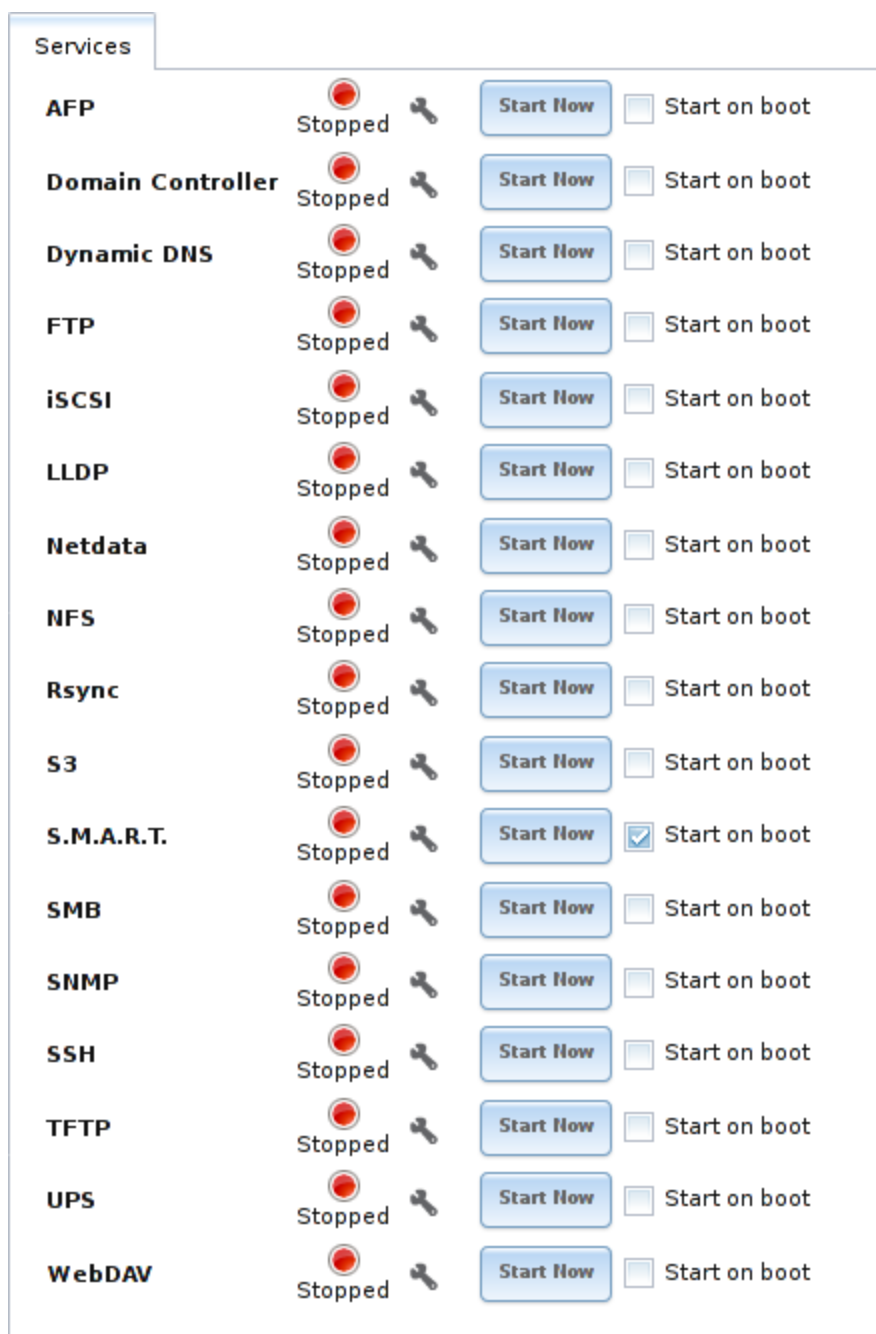 Services
AFP Stopped Start Now Start on boot
Domain Controller Stopped Start Now Start on boot
Dynamic DNS Stopped Start Now Start on boot
FTP Stopped Start Now Start on boot
iSCSI Stopped Start Now Start on boot
LLDP Stopped Start Now Start on boot
Netdata Stopped Start Now Start on boot
NFS Stopped Start Now Start on boot
Rsync Stopped Start Now Start on boot
S3 Stopped Start Now Start on boot
S.M.A.R.T. Stopped Start Now Start on boot
SMB Stopped Start Now Start on boot
SNMP Stopped Start Now Start on boot
SSH Stopped Start Now Start on boot
TFTP Stopped Start Now Start on boot
UPS Stopped Start Now Start on boot
WebDAV Stopped Start Now Start on boot